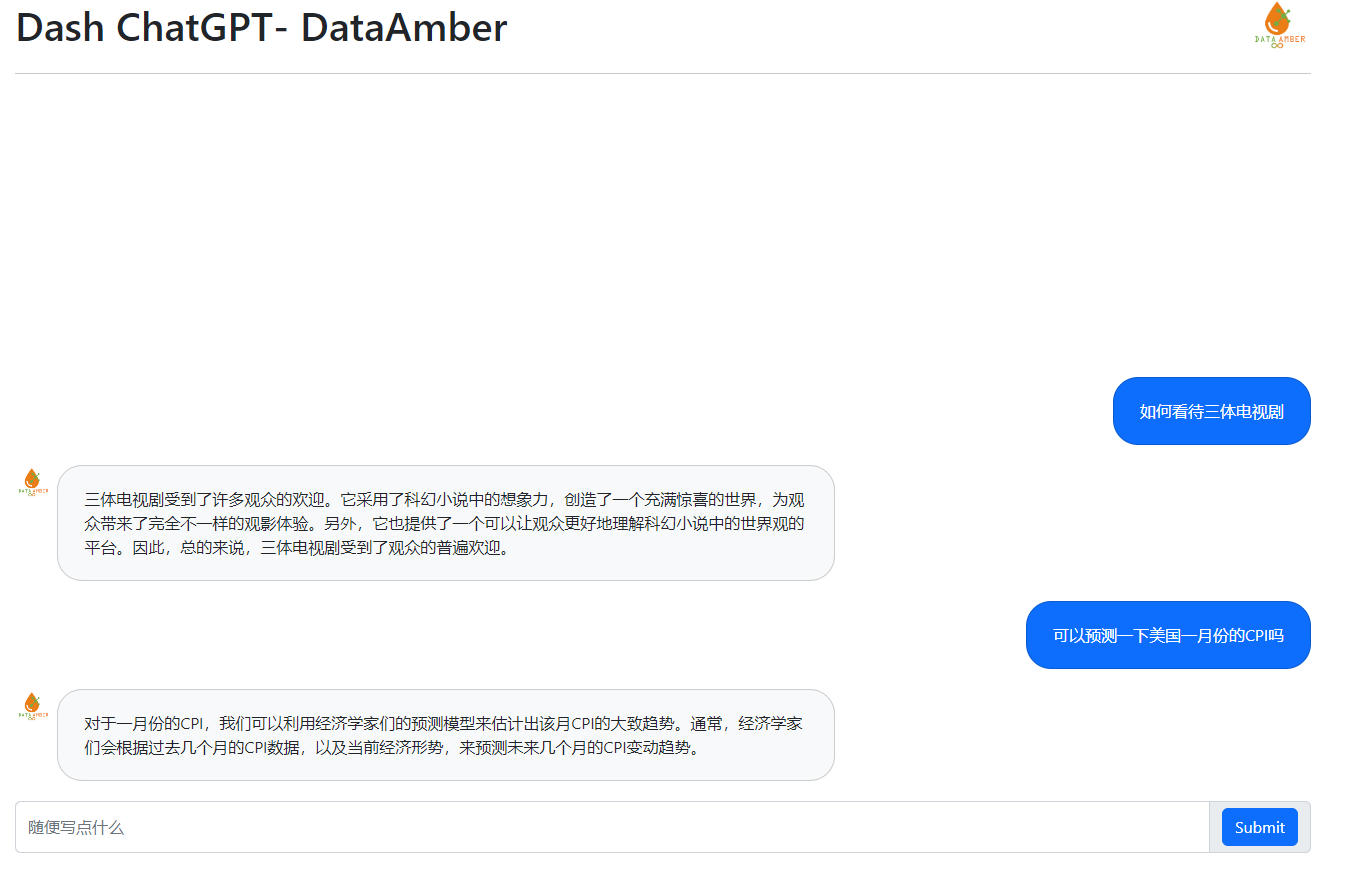 Dash ChatGPT- DataAmber
DATA AMBER
如何看待三体电视剧
DATA AMBER
三体电视剧受到了许多观众的欢迎。它采用了科幻小说中的想象力，创造了一个充满惊喜的世界，为观
众带来了完全不一样的观影体验。另外，它也提供了一个可以让观众更好地理解科幻小说中的世界观的
平台。因此，总的来说，三体电视剧受到了观众的普遍欢迎。
可以预测一下美国一月份的CPI吗
DATA AMBER
对于一月份的CPI，我们可以利用经济学家们的预测模型来估计出该月CPI的大致趋势。通常，经济学家
们会根据过去几个月的CPI数据，以及当前经济形势，来预测未来几个月的CPI变动趋势。
随便写点什么
Submit